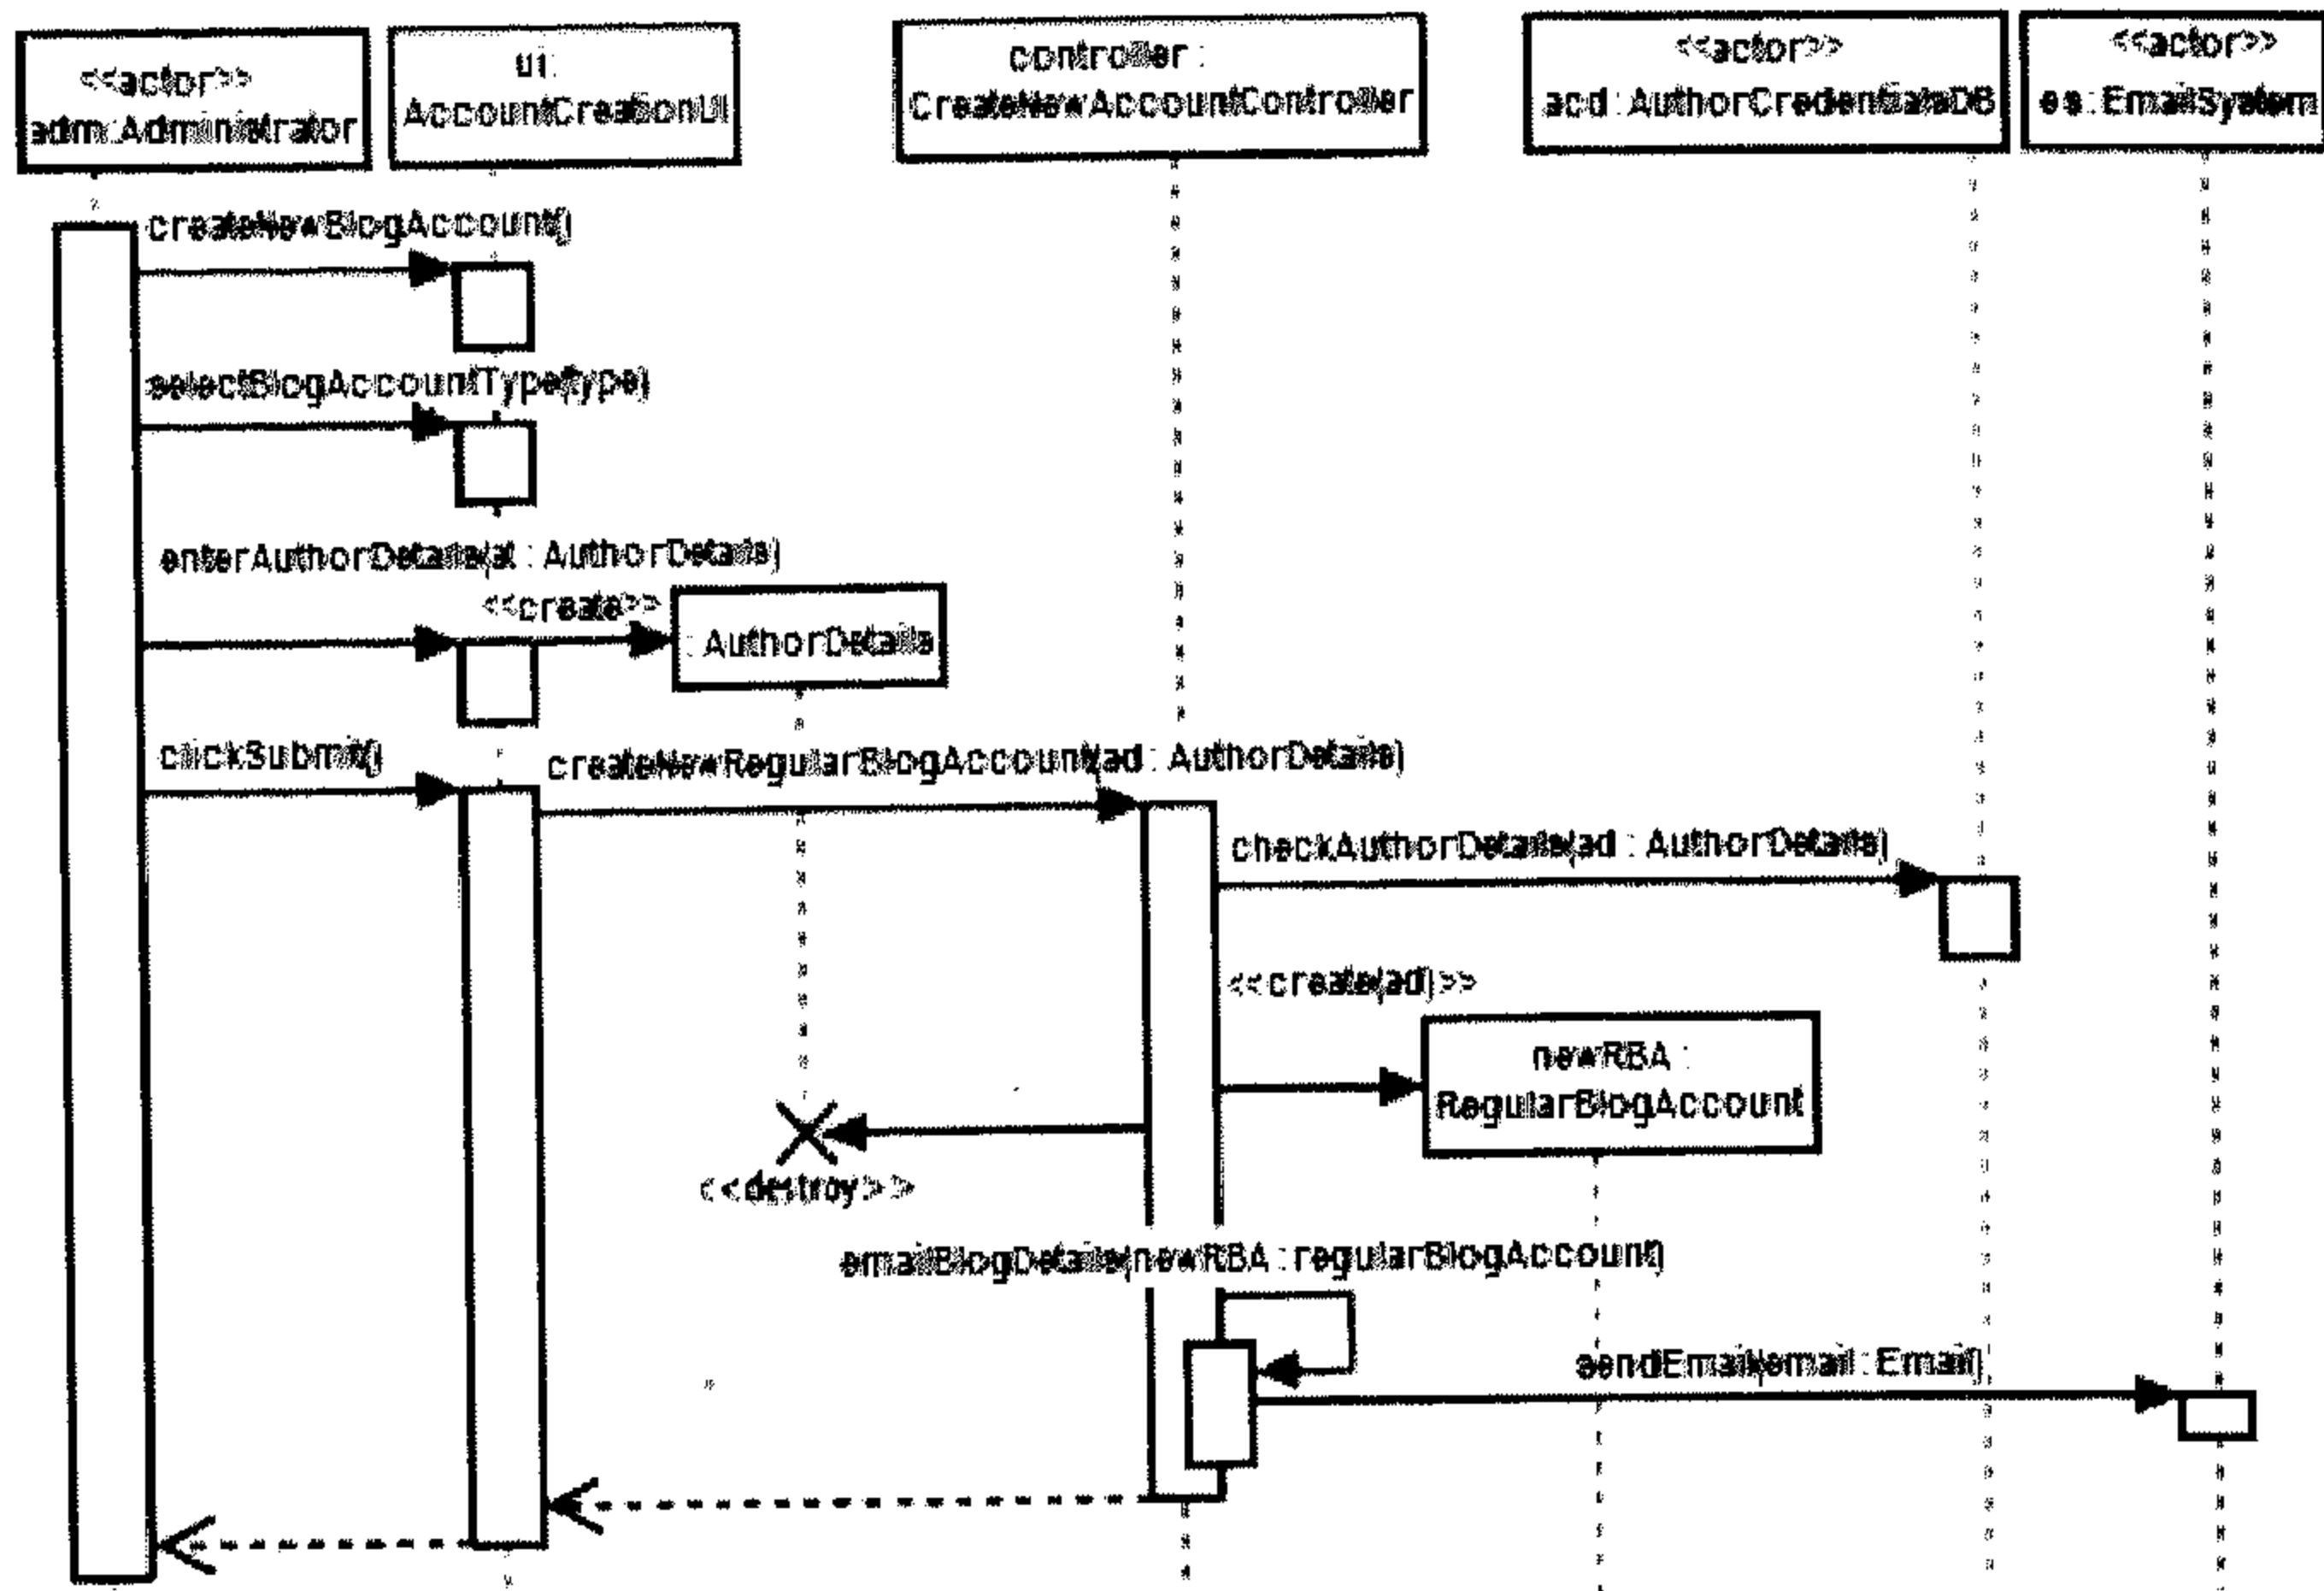 <<actor>>
adm:Administrator
ui:
AccountCreationUI
controller :
CreateNewAccountController
<<actor>>
acd : AuthorCredentialsDB
<<actor>>
es : EmailSystem
createNewBlogAccount()
selectBlogAccountType(type)
enterAuthorDetails(at : AuthorDetails)
<<create>>
: AuthorDetails
clickSubmit()
createNewRegularBlogAccount(ad : AuthorDetails)
checkAuthorDetails(ad : AuthorDetails)
<<create(ad)>>
newRBA :
RegularBlogAccount
<<destroy>>
emailBlogDetails(newRBA : regularBlogAccount)
sendEmail(email : Email)